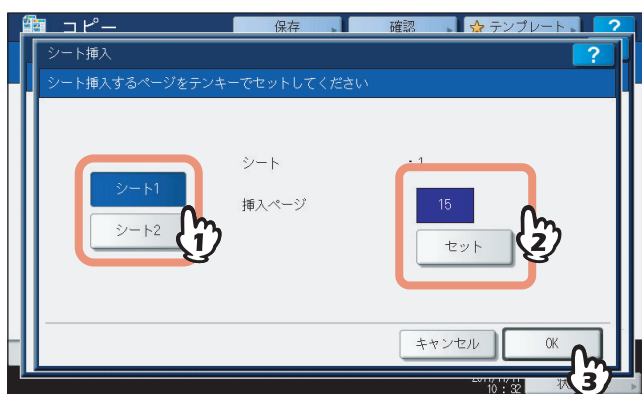 コピー 保存 確認 テンプレート ?
シート挿入 ?
シート挿入するページをテンキーでセットしてください
シート :1
シート1
挿入ページ 15
シート2
セット
1
2
キャンセル OK
10:32
3